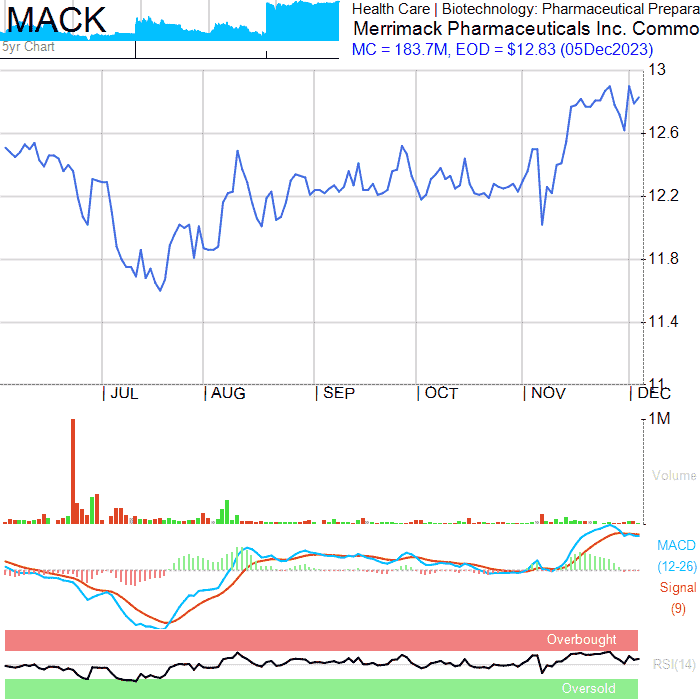 MACK
5yr Chart
Health Care | Biotechnology: Pharmaceutical Prepara
Merrimack Pharmaceuticals Inc. Commo
MC = 183.7M, EOD = $12.83 (05Dec2023)
13
12.6
12.2
11.8
11.4
11
JUL AUG SEP OCT NOV DEC
1M
Volume
MACD
(12-26)
Signal
(9)
Overbought
RSI(14)
Oversold